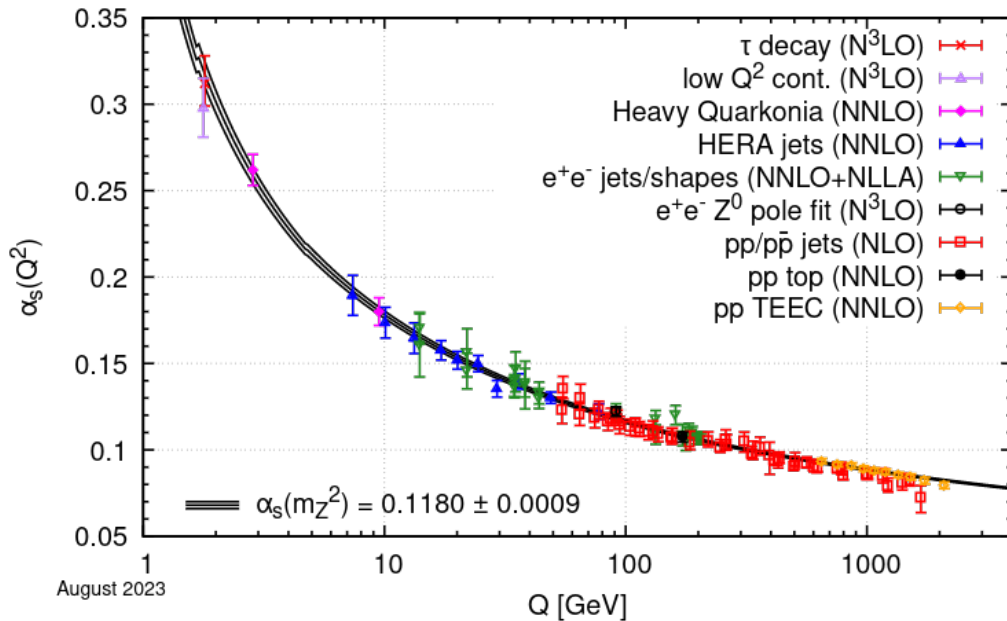 0.35
0.3
0.25
0.2
0.15
0.1
0.05
αs(Q²)
τ decay (N³LO)
low Q² cont. (N³LO)
Heavy Quarkonia (NNLO)
HERA jets (NNLO)
e⁺e⁻ jets/shapes (NNLO+NLLA)
e⁺e⁻ Z⁰ pole fit (N³LO)
pp/pp̄ jets (NLO)
pp top (NNLO)
pp TEEC (NNLO)
αs(mZ²) = 0.1180 ± 0.0009
1 10 100 1000
August 2023
Q [GeV]